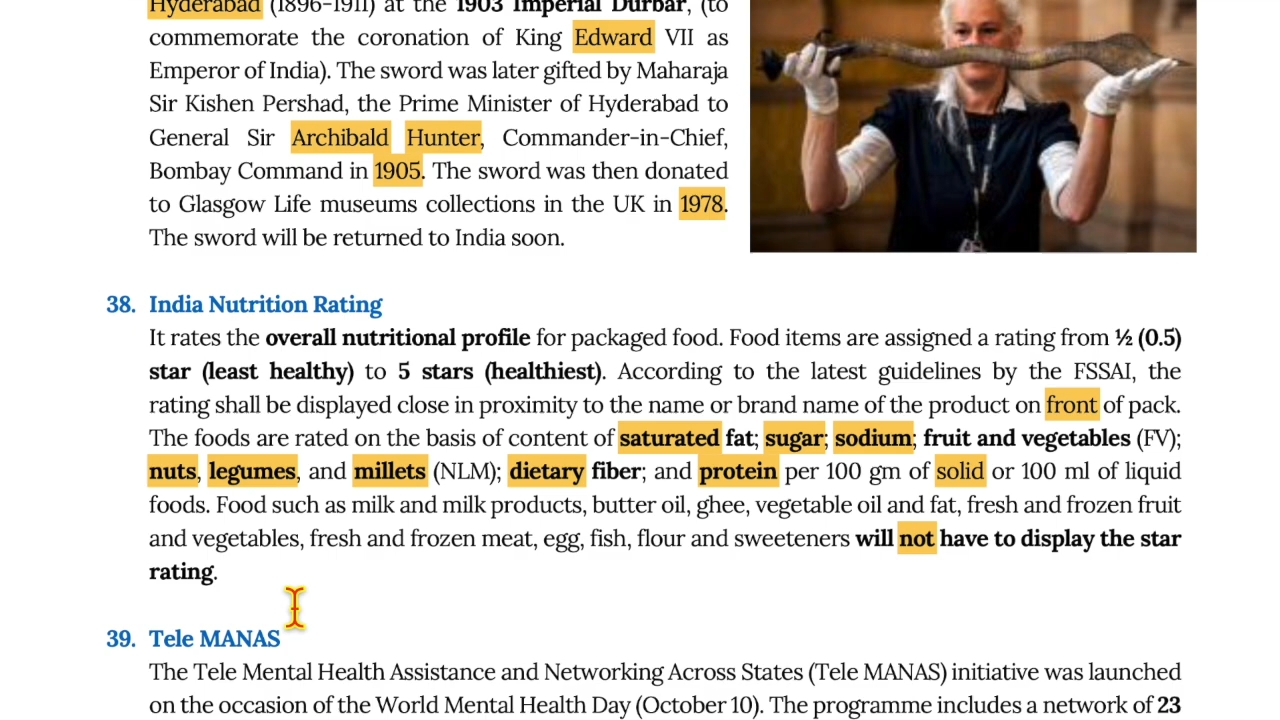 Hyderabad (1896-1911) at the 1903 Imperial Durbar, (to
commemorate the coronation of King Edward VII as
Emperor of India). The sword was later gifted by Maharaja
Sir Kishen Pershad, the Prime Minister of Hyderabad to
General Sir Archibald Hunter, Commander-in-Chief,
Bombay Command in 1905. The sword was then donated
to Glasgow Life museums collections in the UK in 1978.
The sword will be returned to India soon.
38. India Nutrition Rating
It rates the overall nutritional profile for packaged food. Food items are assigned a rating from ½ (0.5)
star (least healthy) to 5 stars (healthiest). According to the latest guidelines by the FSSAI, the
rating shall be displayed close in proximity to the name or brand name of the product on front of pack.
The foods are rated on the basis of content of saturated fat; sugar; sodium; fruit and vegetables (FV);
nuts, legumes, and millets (NLM); dietary fiber; and protein per 100 gm of solid or 100 ml of liquid
foods. Food such as milk and milk products, butter oil, ghee, vegetable oil and fat, fresh and frozen fruit
and vegetables, fresh and frozen meat, egg, fish, flour and sweeteners will not have to display the star
rating.
39. Tele MANAS
The Tele Mental Health Assistance and Networking Across States (Tele MANAS) initiative was launched
on the occasion of the World Mental Health Day (October 10). The programme includes a network of 23